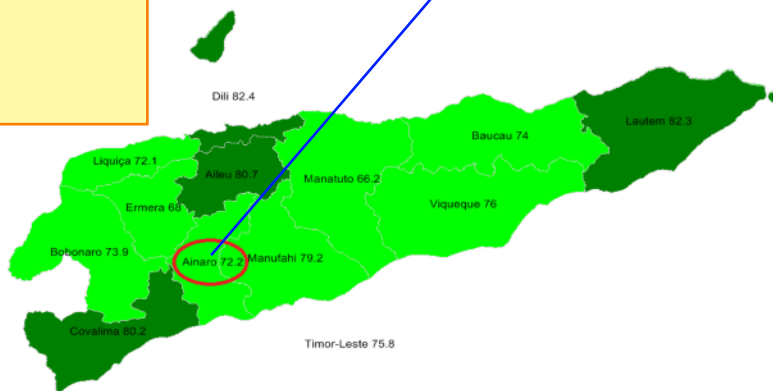 Dili 82.4
Lautem 82.3
Baucau 74
Liquiça 72.1
Aileu 80.7
Manatuto 66.2
Viqueque 76
Ermera 68
Bobonaro 73.9
Ainaro 72.2
Manufahi 79.2
Covalima 80.2
Timor-Leste 75.8